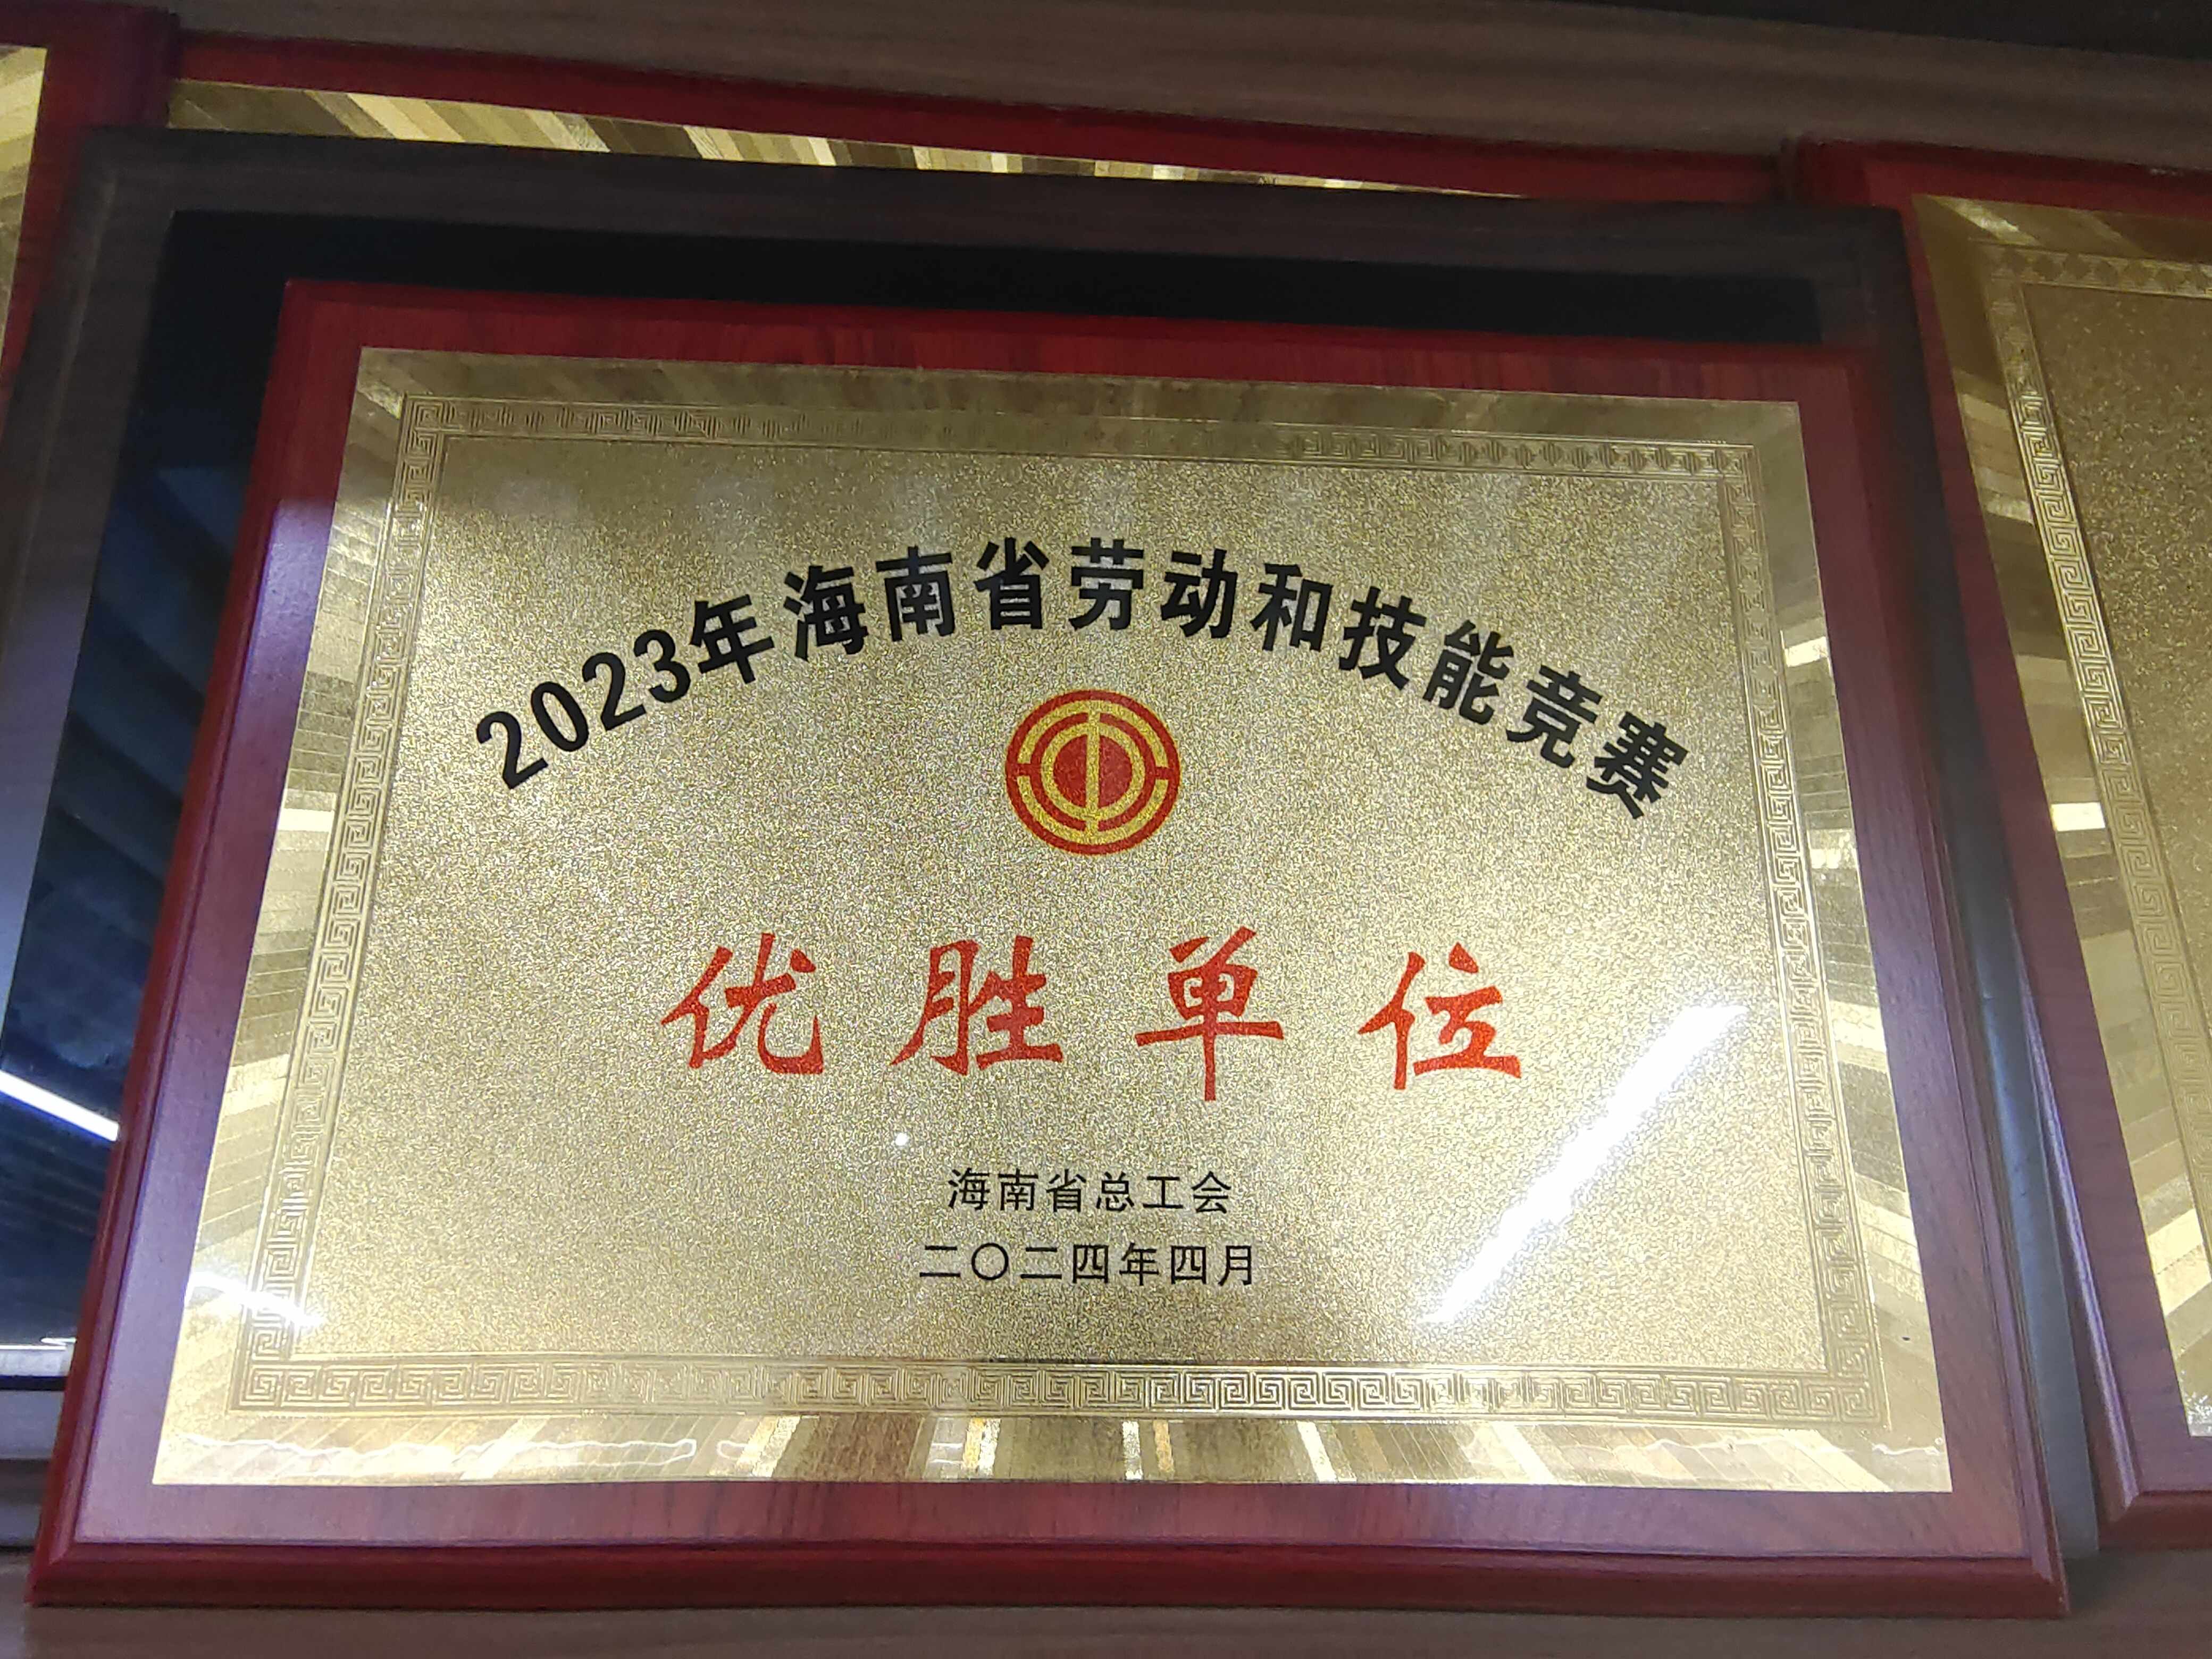 2023年海南省劳动和技能竞赛
优胜单位
海南省总工会
二〇二四年四月